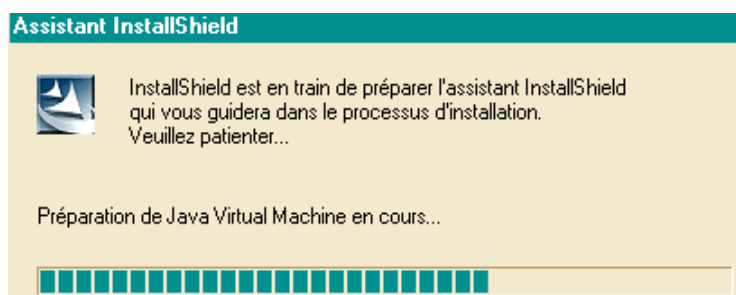 Assistant InstallShield
InstallShield est en train de préparer l'assistant InstallShield
qui vous guidera dans le processus d'installation.
Veuillez patienter...
Préparation de Java Virtual Machine en cours...